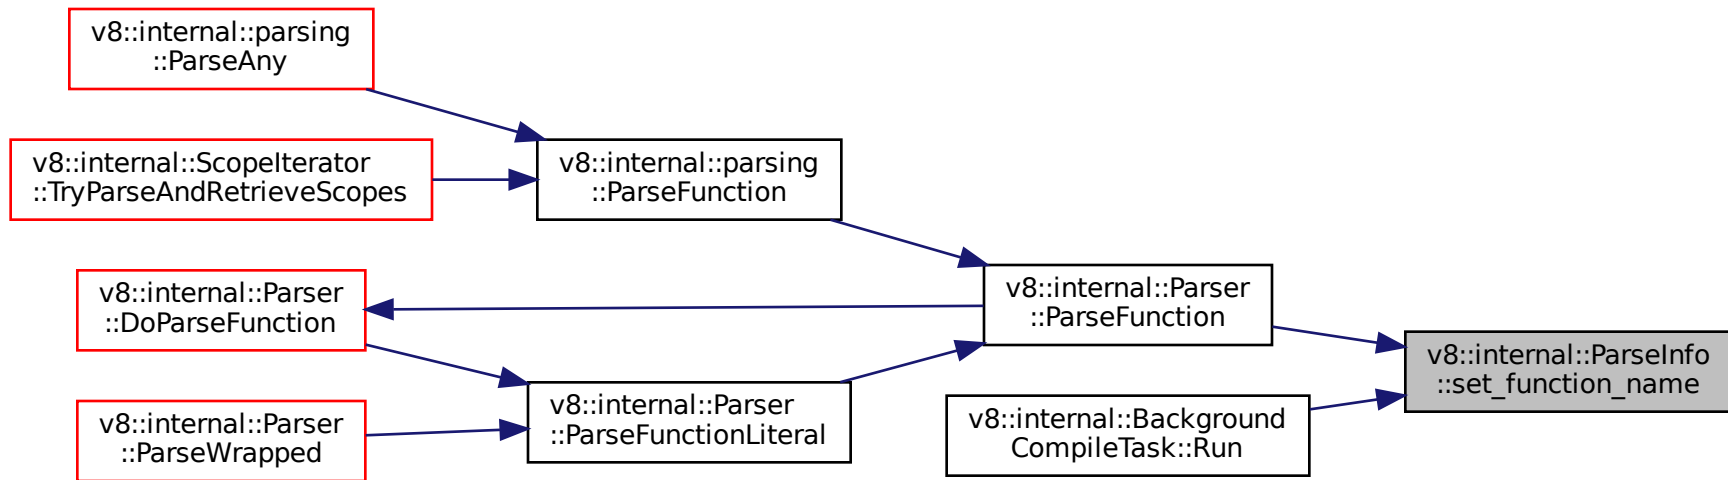 v8::internal::parsing
::ParseAny
v8::internal::ScopeIterator
::TryParseAndRetrieveScopes
v8::internal::parsing
::ParseFunction
v8::internal::Parser
::DoParseFunction
v8::internal::Parser
::ParseFunction
v8::internal::ParseInfo
::set_function_name
v8::internal::Parser
::ParseFunctionLiteral
v8::internal::Background
CompileTask::Run
v8::internal::Parser
::ParseWrapped